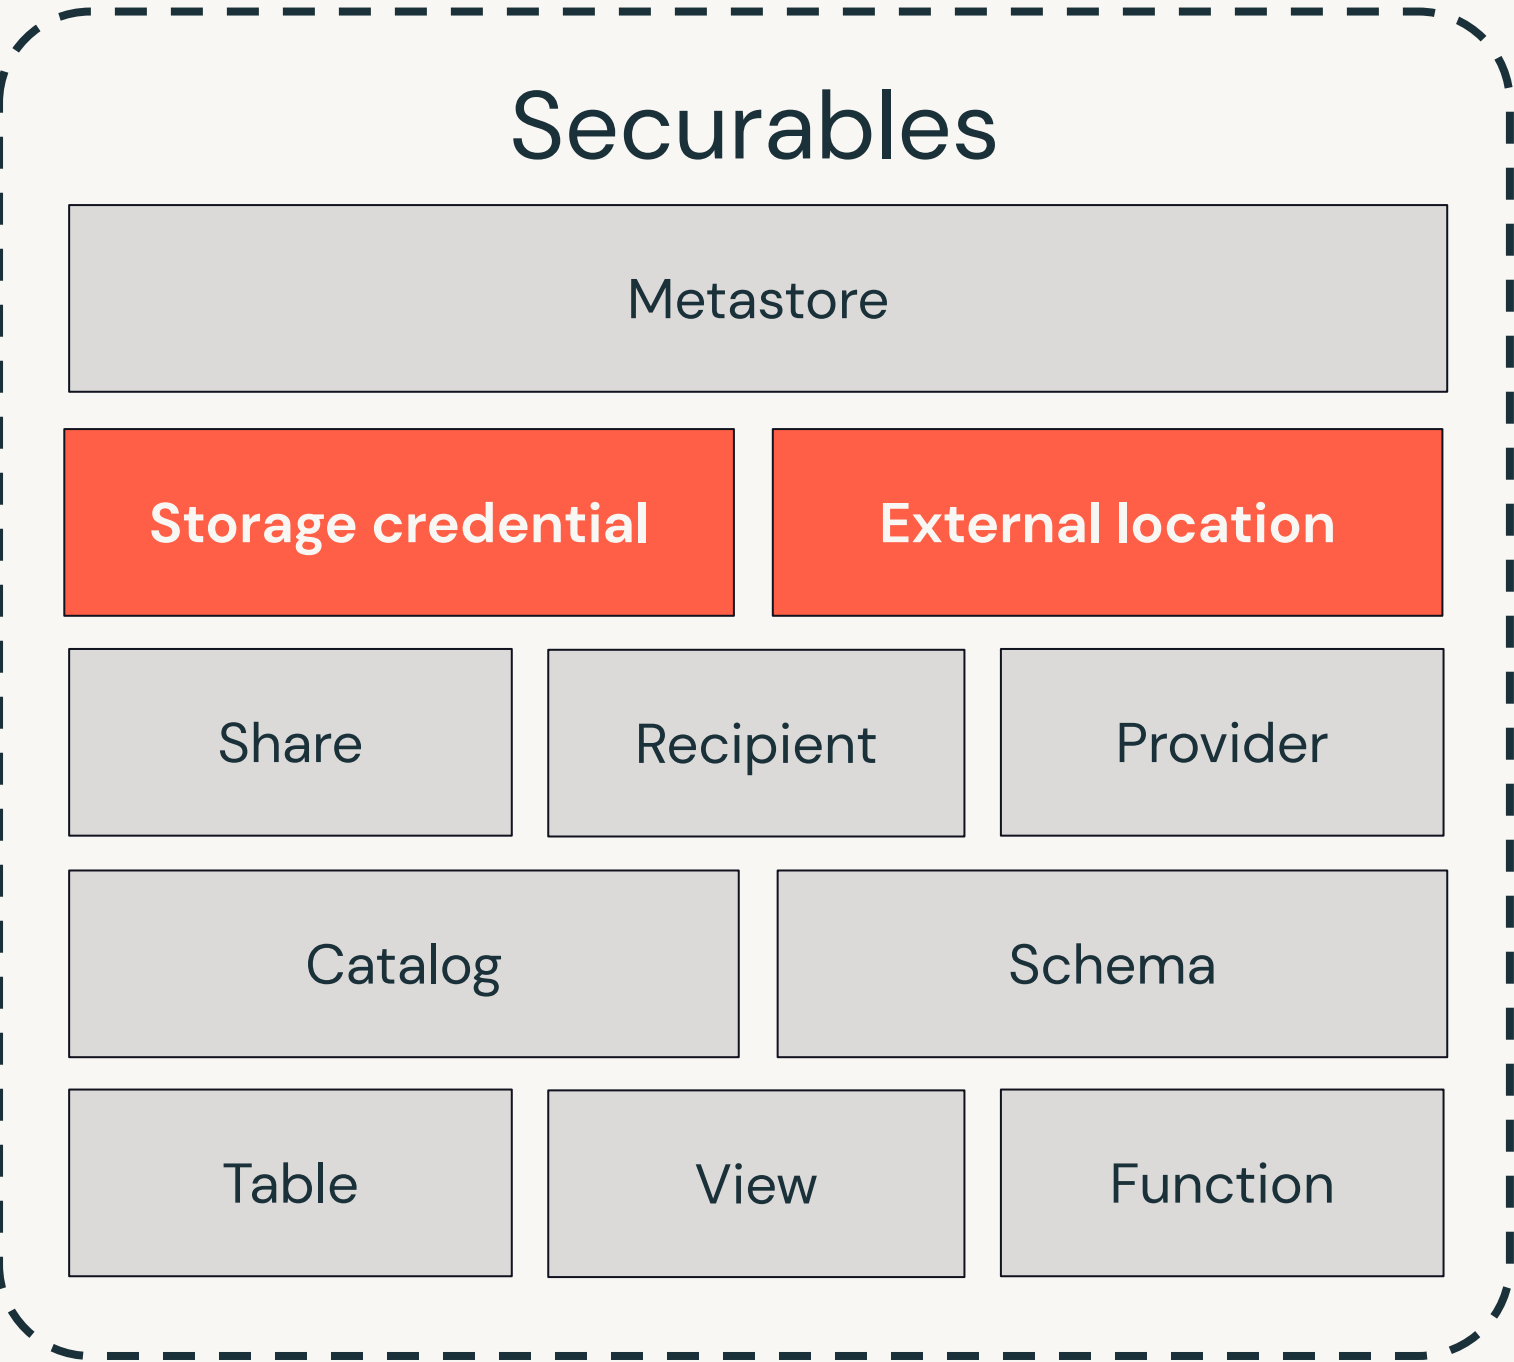 Securables
Metastore
Storage credential
External location
Share
Recipient
Provider
Catalog
Schema
Table
View
Function